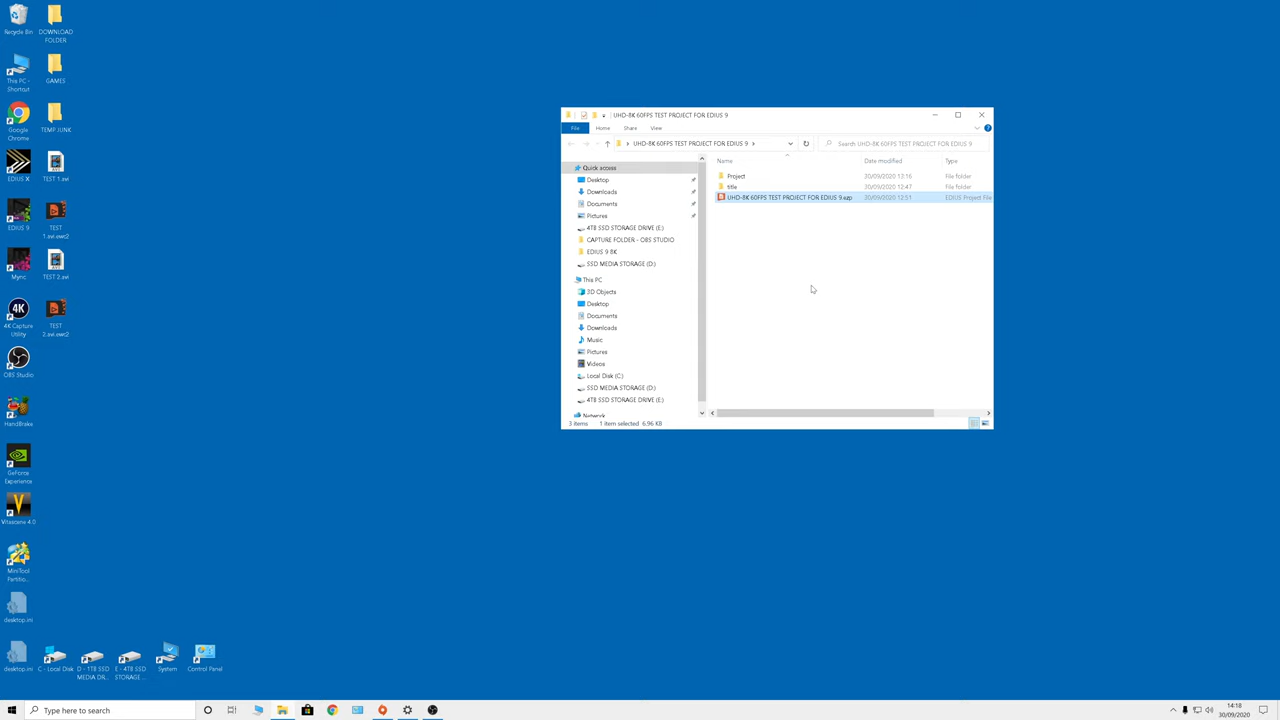 Recycle Bin
DOWNLOAD
FOLDER
This PC -
Shortcut
GAMES
Google
Chrome
TEMP JUNK
EDIUS X
TEST 1.avi
EDIUS 9
TEST
1.avi.ewc2
Mync
TEST 2.avi
4K
4K Capture
Utility
TEST
2.avi.ewc2
OBS Studio
HandBrake
GeForce
Experience
Vitascene 4.0
MiniTool
Partitio...
desktop.ini
desktop.ini
C - Local Disk
D - 1TB SSD
MEDIA DR...
E - 4TB SSD
STORAGE ...
System
Control Panel
UHD-8K 60FPS TEST PROJECT FOR EDIUS 9
File Home Share View
UHD-8K 60FPS TEST PROJECT FOR EDIUS 9
Search UHD-8K 60FPS TEST PROJECT FOR EDIUS 9
Quick access
Desktop
Downloads
Documents
Pictures
4TB SSD STORAGE DRIVE (E:)
CAPTURE FOLDER - OBS STUDIO
EDIUS 9 8K
SSD MEDIA STORAGE (D:)
This PC
3D Objects
Desktop
Documents
Downloads
Music
Pictures
Videos
Local Disk (C:)
SSD MEDIA STORAGE (D:)
4TB SSD STORAGE DRIVE (E:)
Network
Name Date modified Type
Project 30/09/2020 13:16 File folder
title 30/09/2020 12:47 File folder
UHD-8K 60FPS TEST PROJECT FOR EDIUS 9.ezp 30/09/2020 12:51 EDIUS Project File
3 items 1 item selected 6.96 KB
Type here to search
14:18
30/09/2020